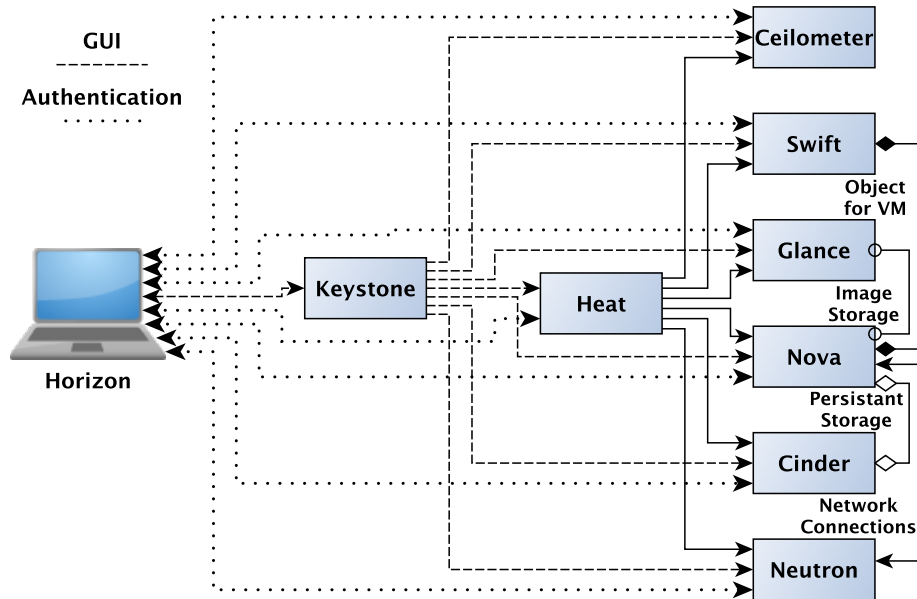 GUI
Authentication
Ceilometer
Swift
Object
for VM
Glance
Image
Storage
Keystone
Heat
Horizon
Nova
Persistant
Storage
Cinder
Network
Connections
Neutron